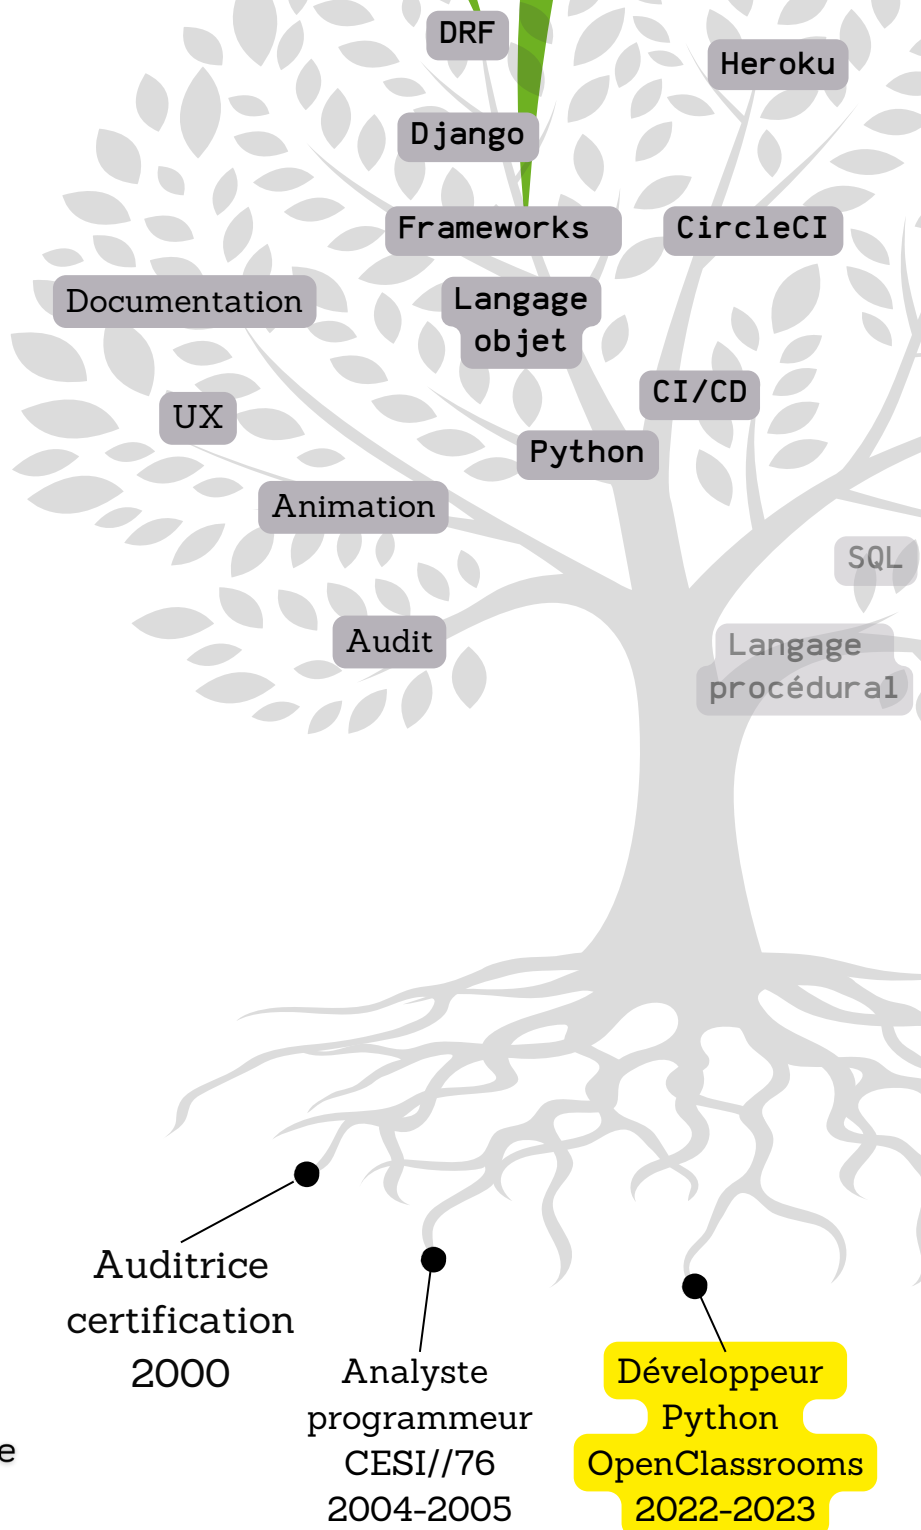 DRF
Heroku
Django
Frameworks
CircleCI
Documentation
Langage
objet
CI/CD
UX
Python
Animation
SQL
Audit
Langage
procédural
Auditrice
certification
2000
Analyste
programmeur
CESI//76
2004-2005
Développeur
Python
OpenClassrooms
2022-2023
e